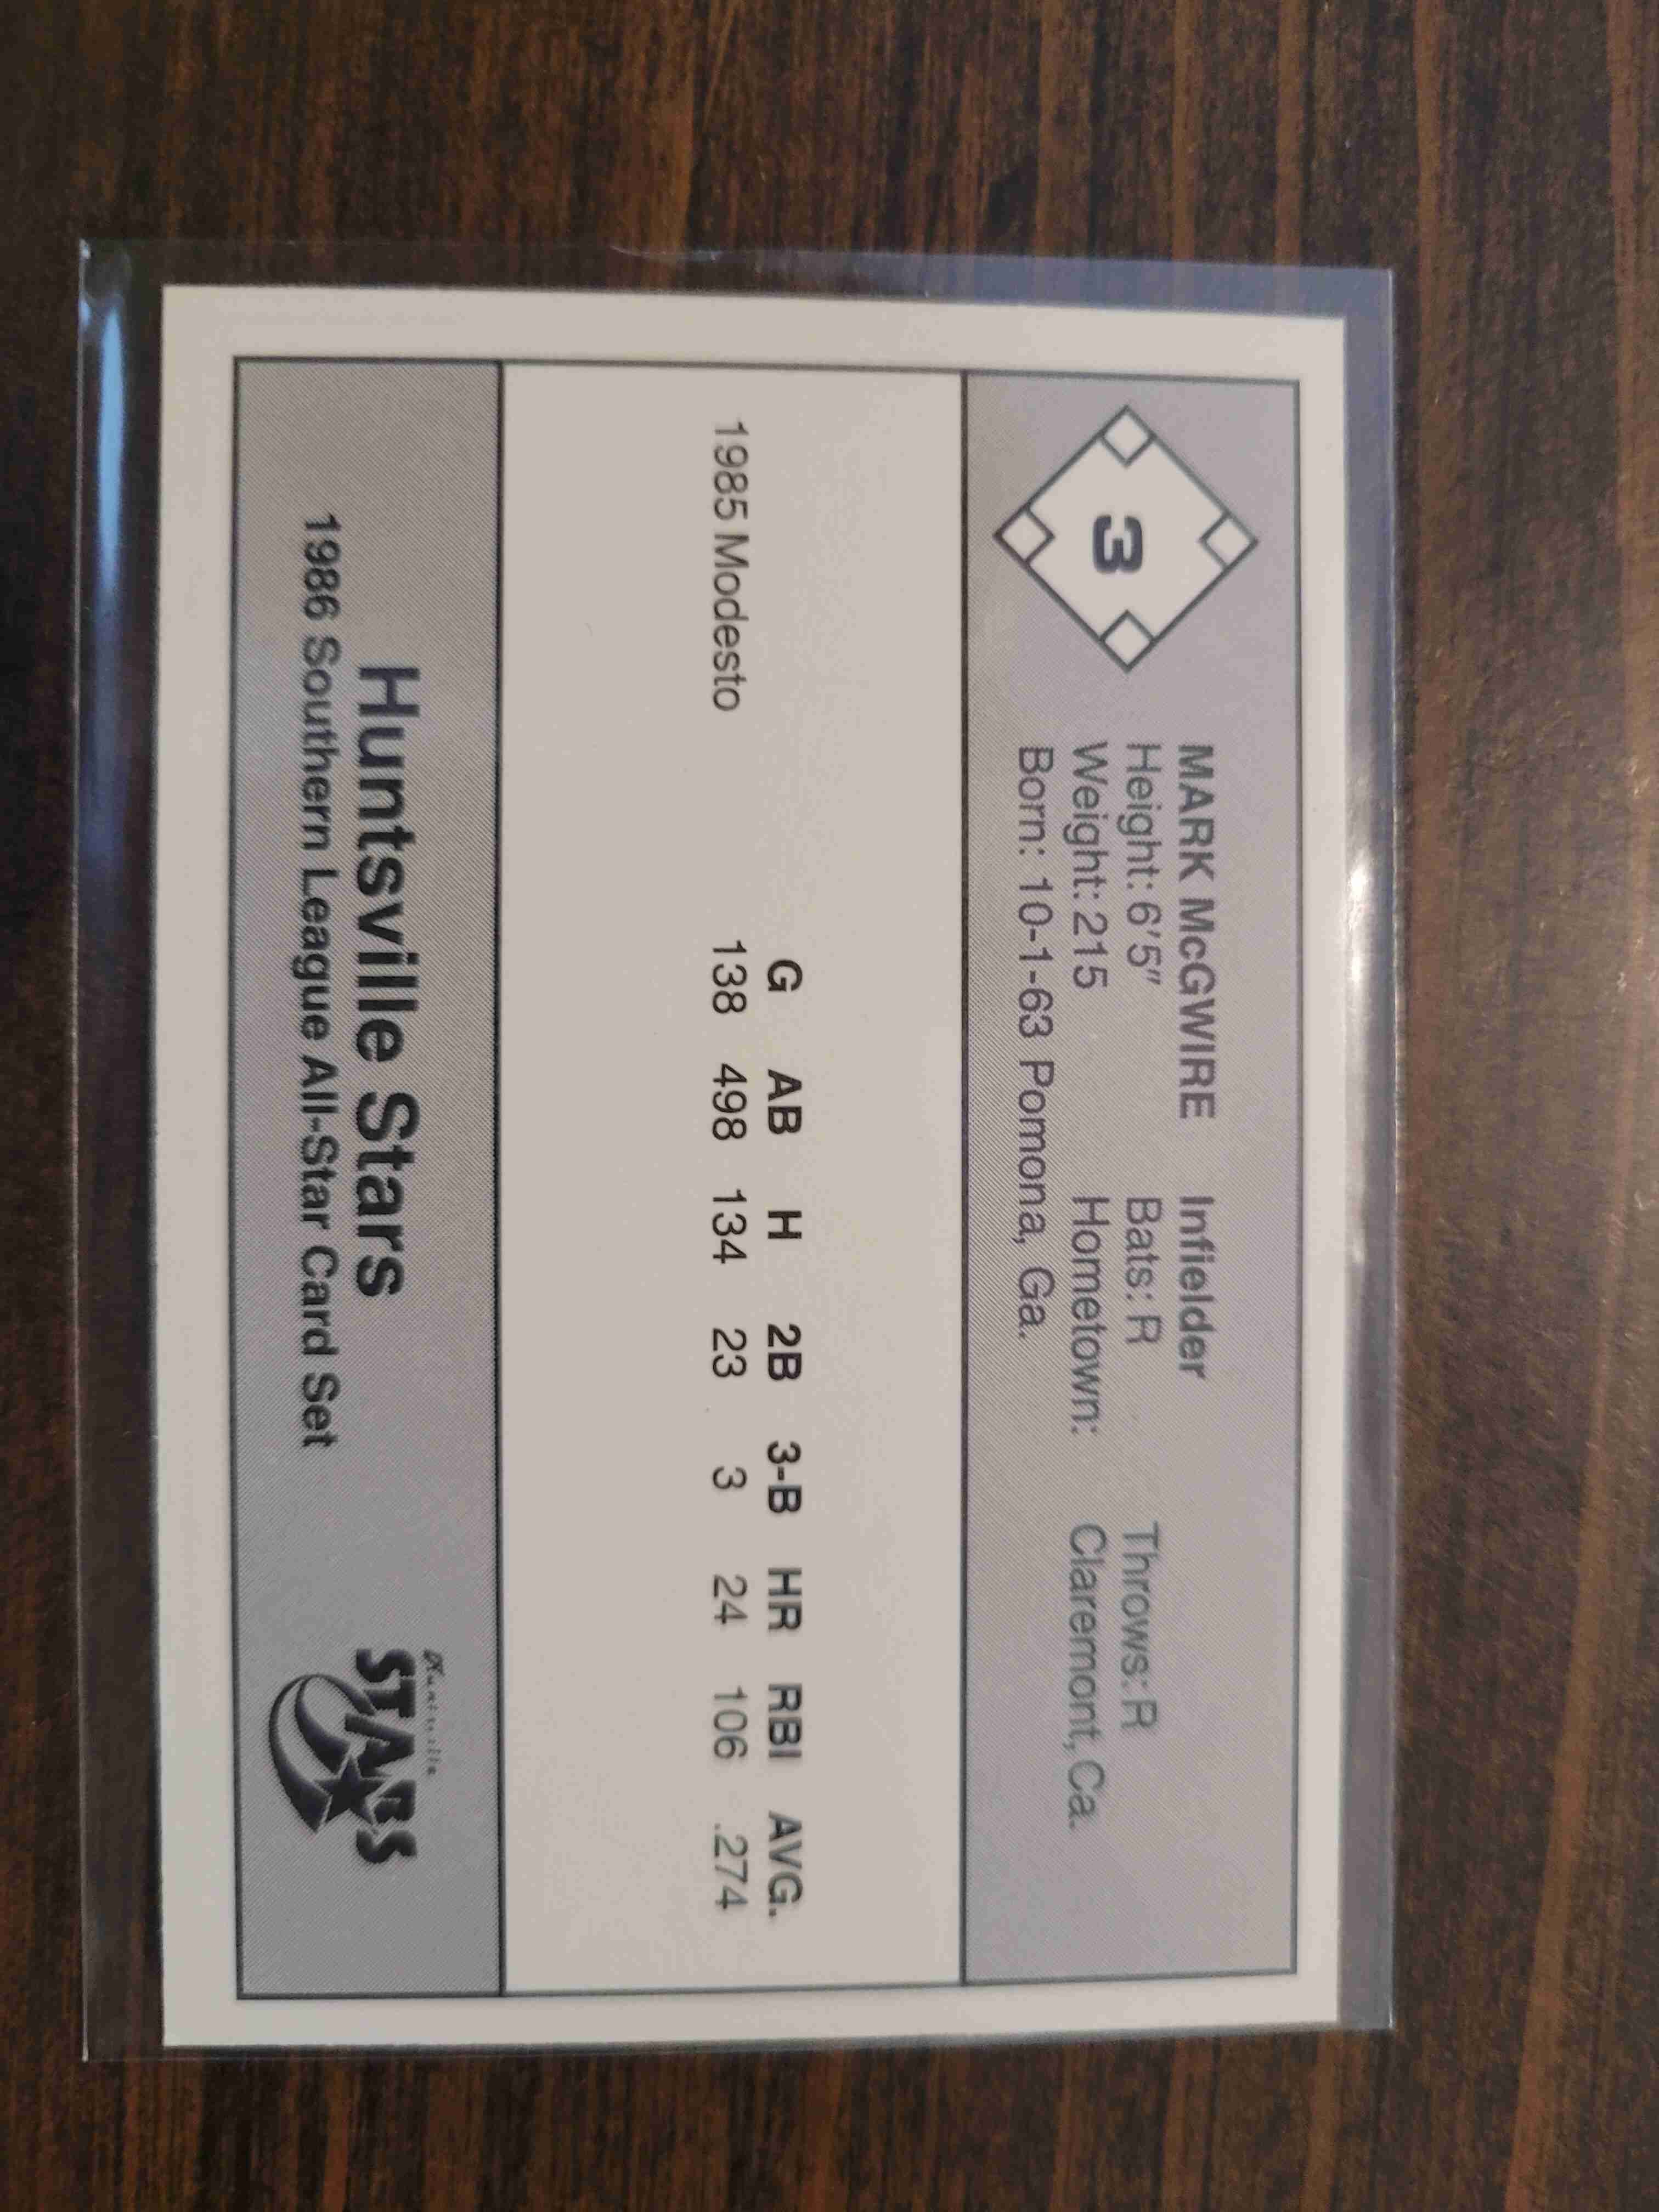 3
MARK McGWIRE Infielder
Height: 6'5" Bats: R Throws: R
Weight: 215 Hometown: Claremont, Ca.
Born: 10-1-63 Pomona, Ga.
G AB H 2B 3-B HR RBI AVG.
1985 Modesto 138 498 134 23 3 24 106 .274
Huntsville Stars
1986 Southern League All-Star Card Set
Huntsville
STARS